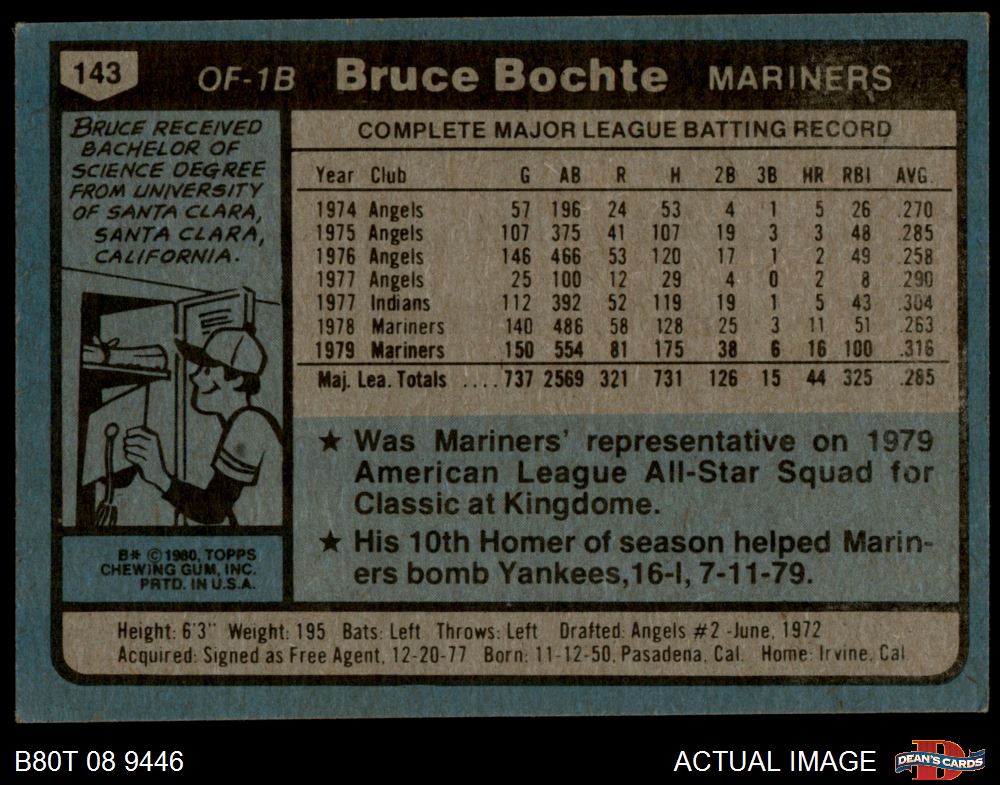 143 OF-1B Bruce Bochte MARINERS
BRUCE RECEIVED
BACHELOR OF
SCIENCE DEGREE
FROM UNIVERSITY
OF SANTA CLARA,
SANTA CLARA,
CALIFORNIA.
B* © 1980, TOPPS
CHEWING GUM, INC.
PRTD. IN U.S.A.
COMPLETE MAJOR LEAGUE BATTING RECORD
Year Club G AB R H 2B 3B HR RBI AVG.
1974 Angels 57 196 24 53 4 1 5 26 .270
1975 Angels 107 375 41 107 19 3 3 48 .285
1976 Angels 146 466 53 120 17 1 2 49 .258
1977 Angels 25 100 12 29 4 0 2 8 .290
1977 Indians 112 392 52 119 19 1 5 43 .304
1978 Mariners 140 486 58 128 25 3 11 51 .263
1979 Mariners 150 554 81 175 38 6 16 100 .316
Maj. Lea. Totals ....737 2569 321 731 126 15 44 325 .285
★ Was Mariners' representative on 1979
American League All-Star Squad for
Classic at Kingdome.
★ His 10th Homer of season helped Marin-
ers bomb Yankees,16-1, 7-11-79.
Height: 6'3" Weight: 195 Bats: Left Throws: Left Drafted: Angels #2 -June, 1972
Acquired: Signed as Free Agent, 12-20-77 Born: 11-12-50, Pasadena, Cal. Home: Irvine, Cal.
B80T 08 9446 ACTUAL IMAGE DEAN'S CARDS